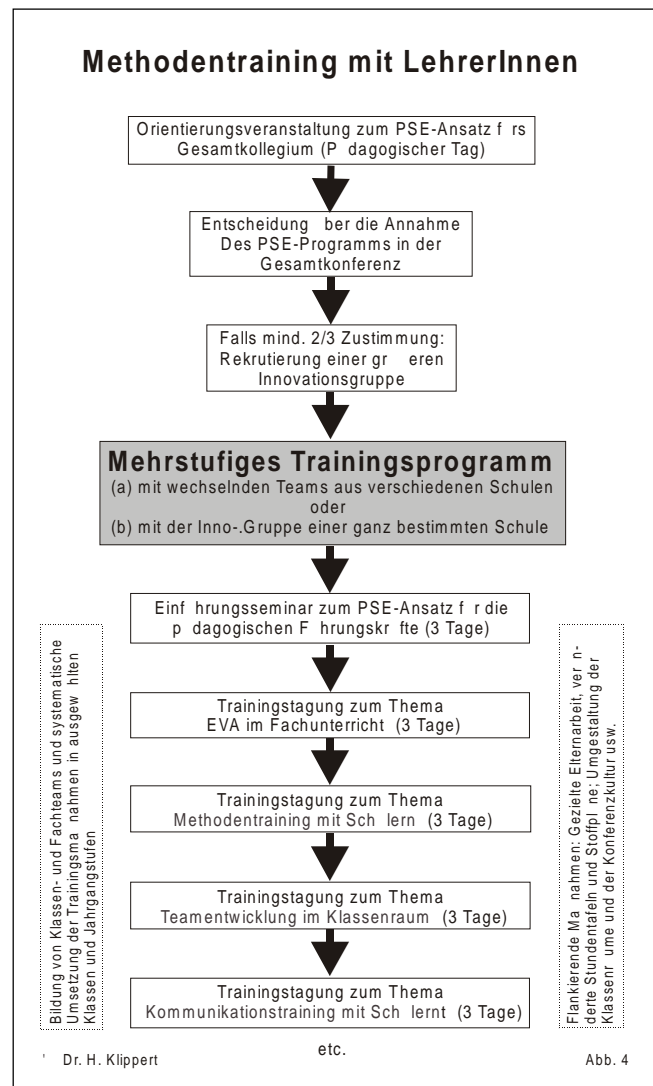 Methodentraining mit LehrerInnen
Orientierungsveranstaltung zum PSE-Ansatz f rs
Gesamtkollegium (P dagogischer Tag)
Entscheidung ber die Annahme
Des PSE-Programms in der
Gesamtkonferenz
Falls mind. 2/3 Zustimmung:
Rekrutierung einer gr eren
Innovationsgruppe
Mehrstufiges Trainingsprogramm
(a) mit wechselnden Teams aus verschiedenen Schulen
oder
(b) mit der Inno-.Gruppe einer ganz bestimmten Schule
Einf hrungsseminar zum PSE-Ansatz f r die
p dagogischen F hrungskr fte (3 Tage)
Trainingstagung zum Thema
EVA im Fachunterricht (3 Tage)
Trainingstagung zum Thema
Methodentraining mit Sch lern (3 Tage)
Trainingstagung zum Thema
Teamentwicklung im Klassenraum (3 Tage)
Trainingstagung zum Thema
Kommunikationstraining mit Sch lernt (3 Tage)
Bildung von Klassen- und Fachteams und systematische
Umsetzung der Trainingsma nahmen in ausgew hlten
Klassen und Jahrgangstufen
Flankierende Ma nahmen: Gezielte Elternarbeit, ver n-
derte Stundentafeln und Stoffpl ne; Umgestaltung der
Klassenr ume und der Konferenzkultur usw.
etc.
' Dr. H. Klippert
Abb. 4